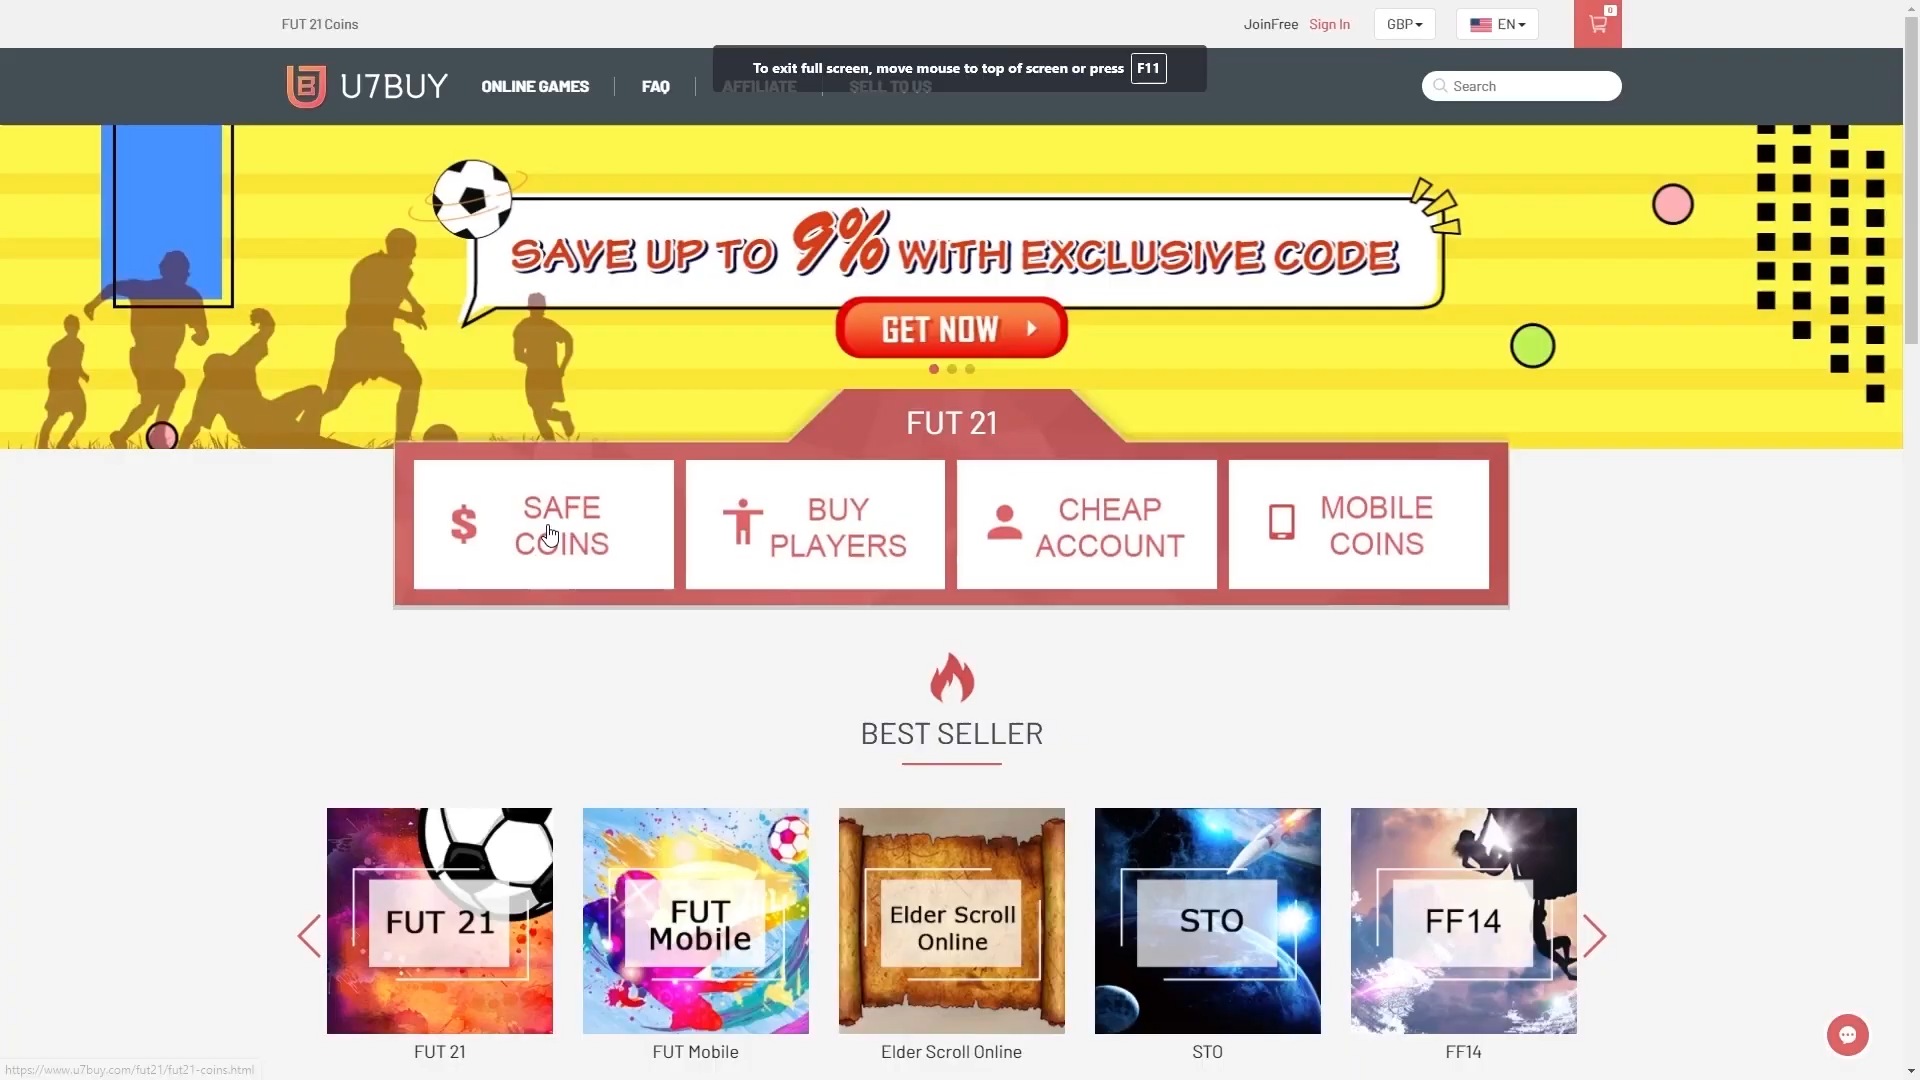 FUT 21 Coins
JoinFree Sign In
GBP
EN
0
To exit full screen, move mouse to top of screen or press F11
U7BUY
ONLINE GAMES
FAQ
AFFILIATE
SELL TO US
Search
SAVE UP TO 9% WITH EXCLUSIVE CODE
GET NOW
FUT 21
$
SAFE
COINS
BUY
PLAYERS
CHEAP
ACCOUNT
MOBILE
COINS
BEST SELLER
FUT 21
FUT
Mobile
Elder Scroll
Online
STO
FF14
FUT 21
FUT Mobile
Elder Scroll Online
STO
FF14
https://www.u7buy.com/fut21/fut21-coins.html